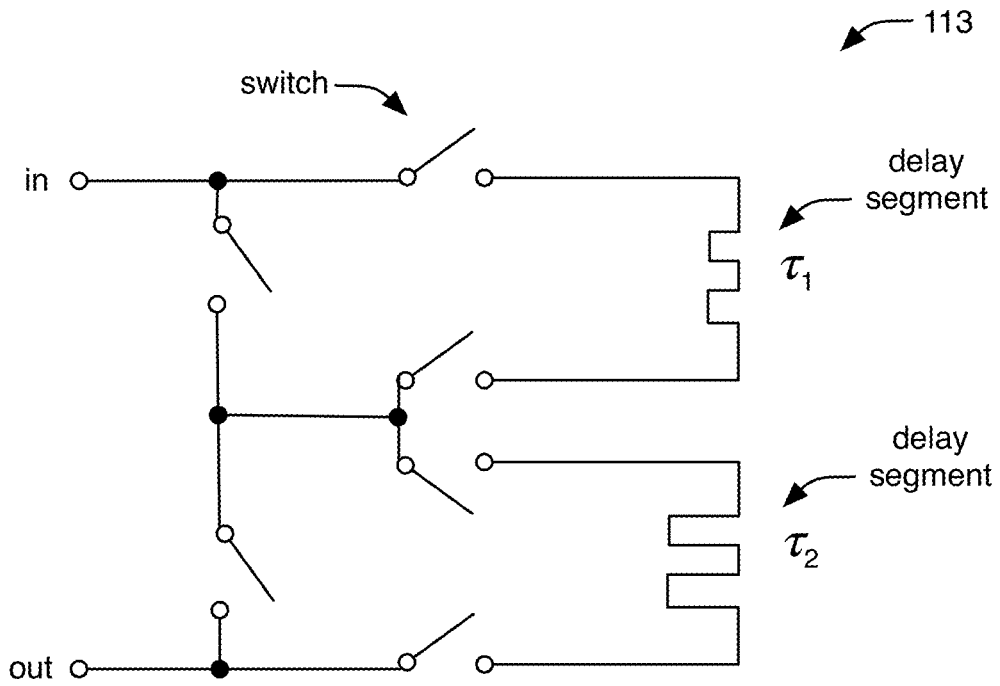 113
switch
in
delay
segment
τ1
delay
segment
τ2
out